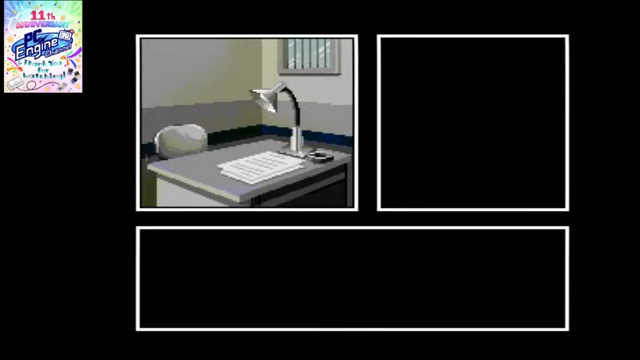 11th
ANNIVERSARY
PC
Engine
Thank You
for
watching!